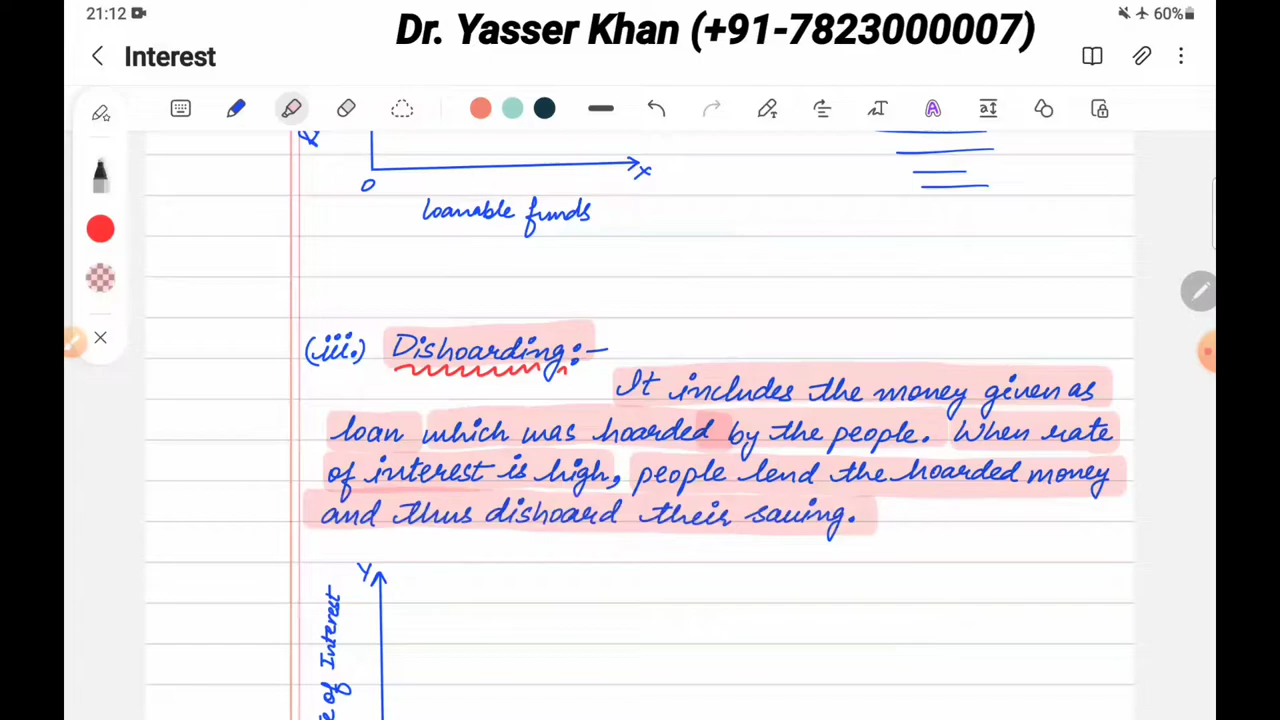 21:12
60%
Dr. Yasser Khan (+91-7823000007)
Interest
O
X
loanable funds
(iii.) Dishoarding:-
It includes the money given as
loan which was hoarded by the people. When rate
of interest is high, people lend the hoarded money
and thus dishoard their saving.
Y
e of Interest